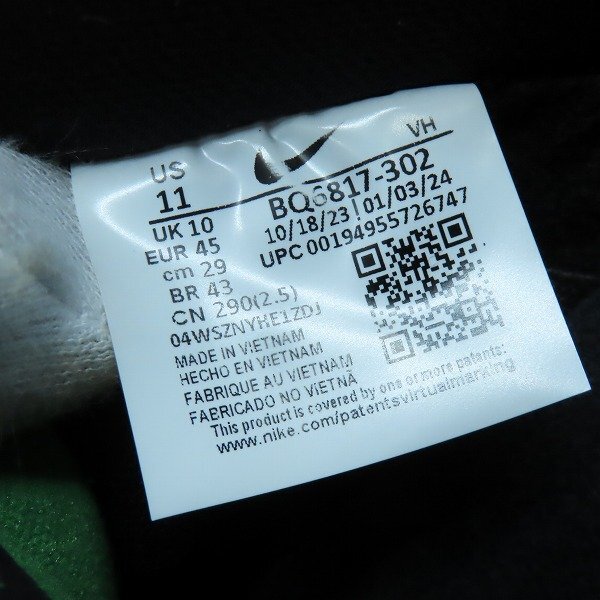 US
VH
11
BQ6817-302
UK 10
10/18/23 01/03/24
EUR 45
UPC 00194955726747
cm 29
BR 43
CN 290(2.5)
04WSZNYHE1ZDJ
MADE IN VIETNAM
HECHO EN VIETNAM
FABRIQUE AU VIETNAM
FABRICADO NO VIETNÃ
This product is covered by one or more patents:
www.nike.com/patentsvirtualmarking